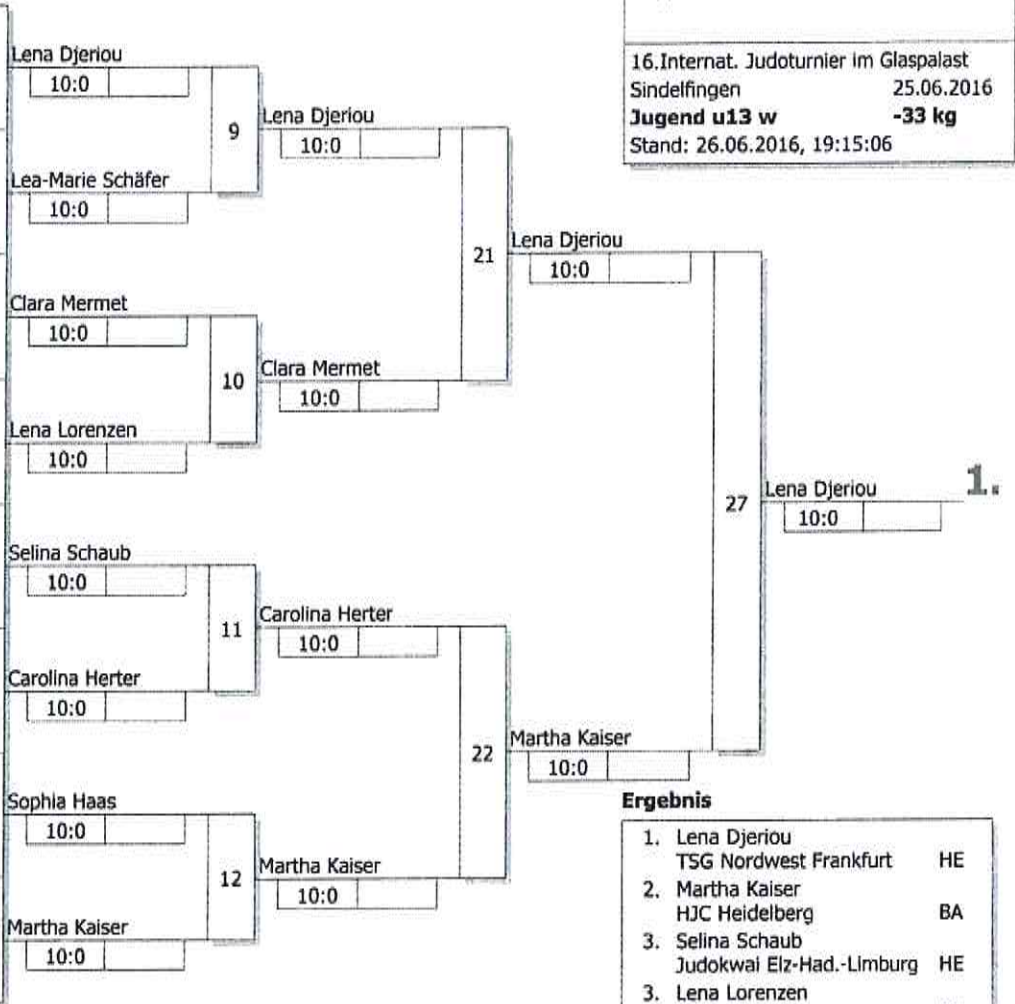 16.Internat. Judoturnier im Glaspalast
Sindelfingen 25.06.2016
Jugend u13 w -33 kg
Stand: 26.06.2016, 19:15:06
Lena Djeriou
10:0
9
Lea-Marie Schäfer
10:0
Clara Mermet
10:0
10
Lena Lorenzen
10:0
Selina Schaub
10:0
11
Carolina Herter
10:0
Sophia Haas
10:0
12
Martha Kaiser
10:0
Lena Djeriou
10:0
21
Clara Mermet
10:0
Carolina Herter
10:0
22
Martha Kaiser
10:0
Lena Djeriou
10:0
27
Martha Kaiser
10:0
Lena Djeriou
10:0
1.
Ergebnis
1. Lena Djeriou
TSG Nordwest Frankfurt HE
2. Martha Kaiser
HJC Heidelberg BA
3. Selina Schaub
Judokwai Elz-Had.-Limburg HE
3. Lena Lorenzen